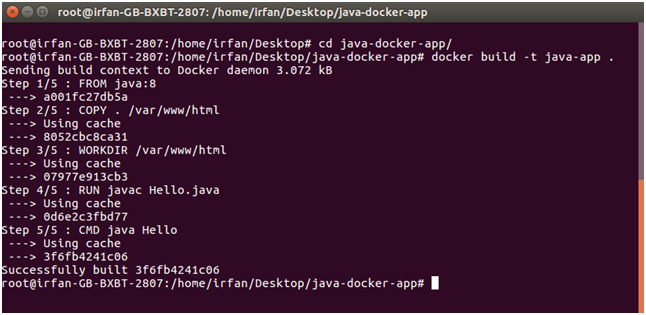 root@irfan-GB-BXBT-2807: /home/irfan/Desktop/java-docker-app
root@irfan-GB-BXBT-2807:/home/irfan/Desktop# cd java-docker-app/
root@irfan-GB-BXBT-2807:/home/irfan/Desktop/java-docker-app# docker build -t java-app .
Sending build context to Docker daemon 3.072 kB
Step 1/5 : FROM java:8
 ---> a001fc27db5a
Step 2/5 : COPY . /var/www/html
 ---> Using cache
 ---> 8052cbc8ca31
Step 3/5 : WORKDIR /var/www/html
 ---> Using cache
 ---> 07977e913cb3
Step 4/5 : RUN javac Hello.java
 ---> Using cache
 ---> 0d6e2c3fbd77
Step 5/5 : CMD java Hello
 ---> Using cache
 ---> 3f6fb4241c06
Successfully built 3f6fb4241c06
root@irfan-GB-BXBT-2807:/home/irfan/Desktop/java-docker-app#